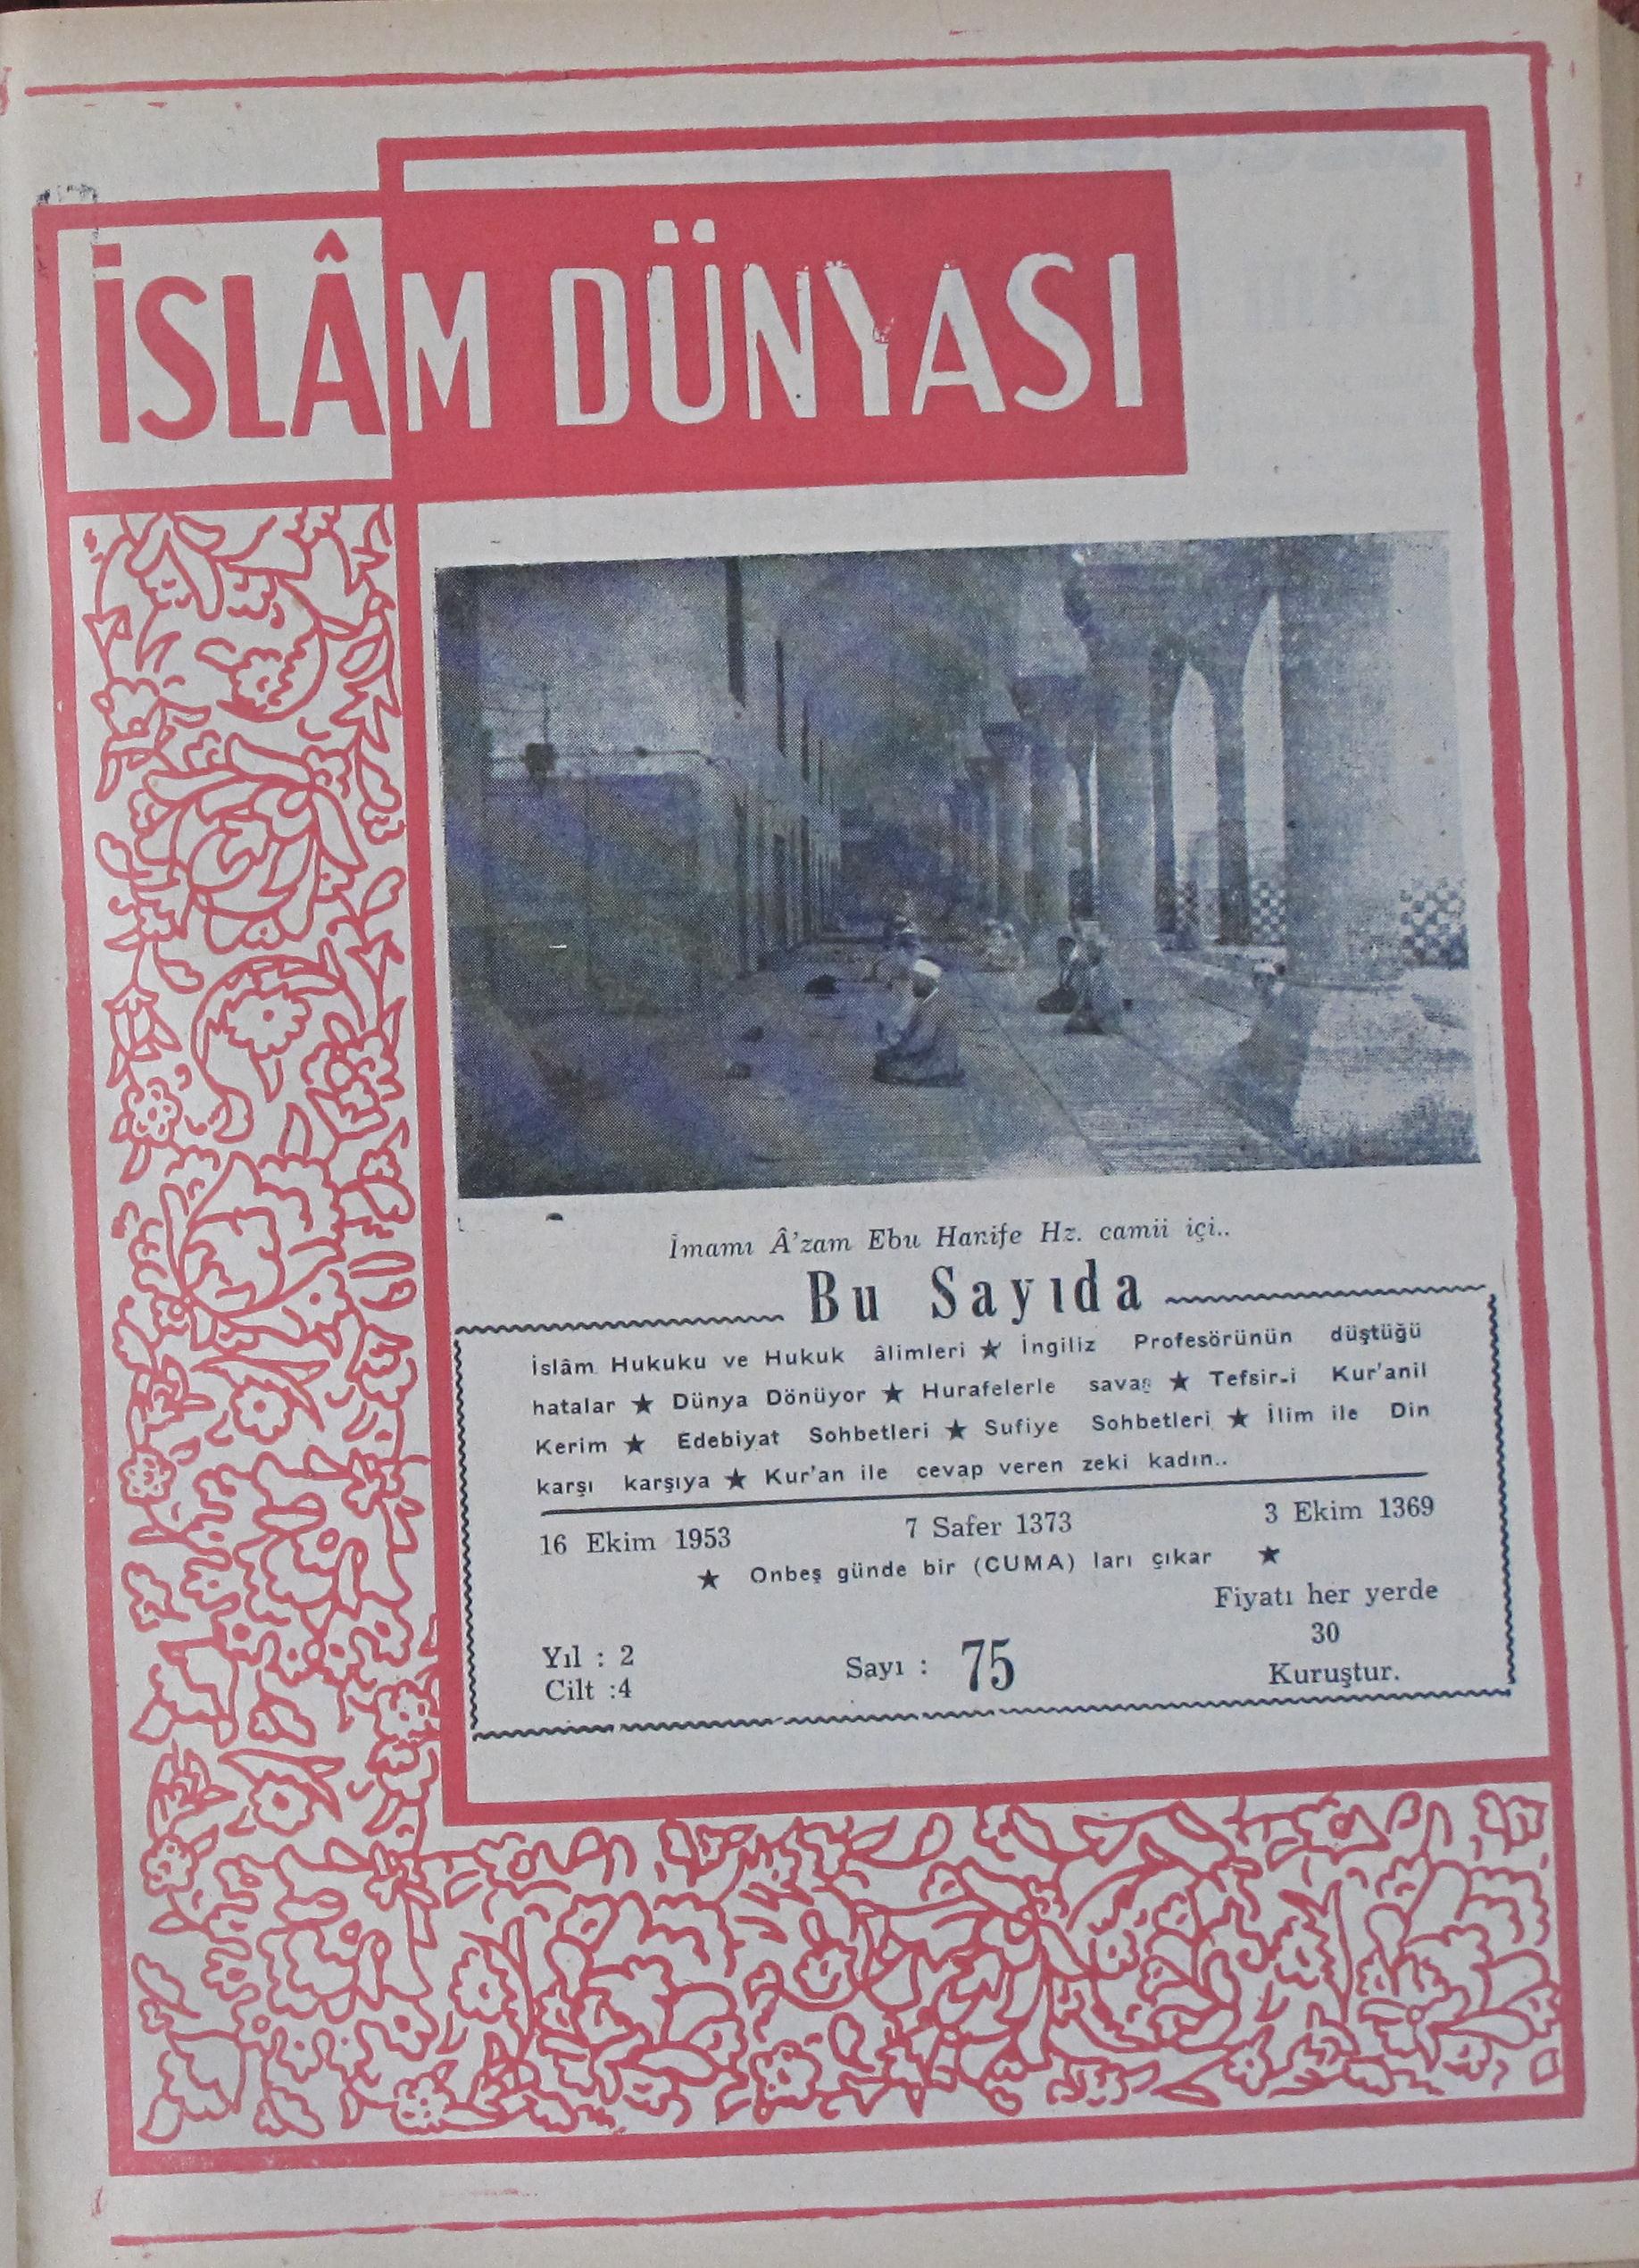 İSLÂM DÜNYASI
İmamı Â'zam Ebu Hanife Hz. camii içi..
Bu Sayıda
İslâm Hukuku ve Hukuk âlimleri ★ İngiliz Profesörünün düştüğü
hatalar ★ Dünya Dönüyor ★ Hurafelerle savaş ★ Tefsir-i Kur'anil
Kerim ★ Edebiyat Sohbetleri ★ Sufiye Sohbetleri ★ İlim ile Din
karşı karşıya ★ Kur'an ile cevap veren zeki kadın..
16 Ekim 1953 7 Safer 1373 3 Ekim 1369
★ Onbeş günde bir (CUMA) ları çıkar ★
Fiyatı her yerde
30
Kuruştur.
Yıl : 2
Cilt :4
Sayı : 75